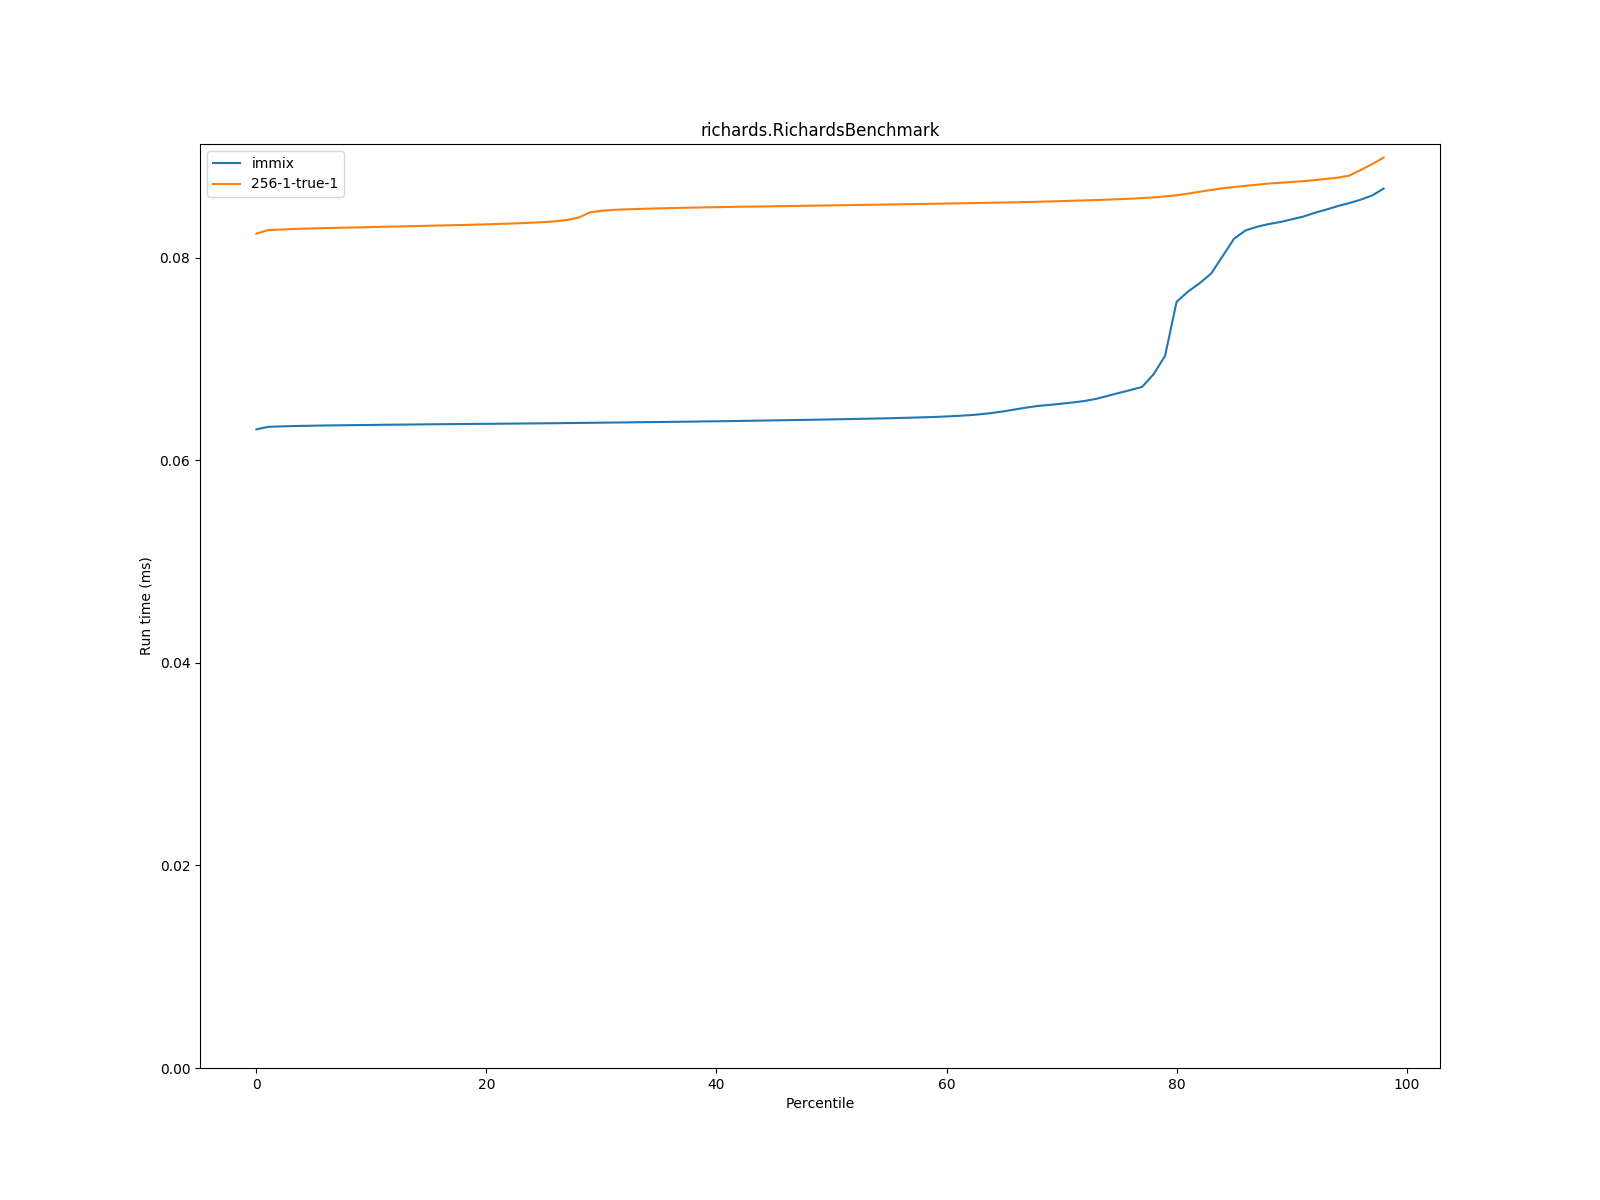 richards.RichardsBenchmark
immix
256-1-true-1
0.08
0.06
0.04
0.02
0.00
Run time (ms)
0 20 40 60 80 100
Percentile